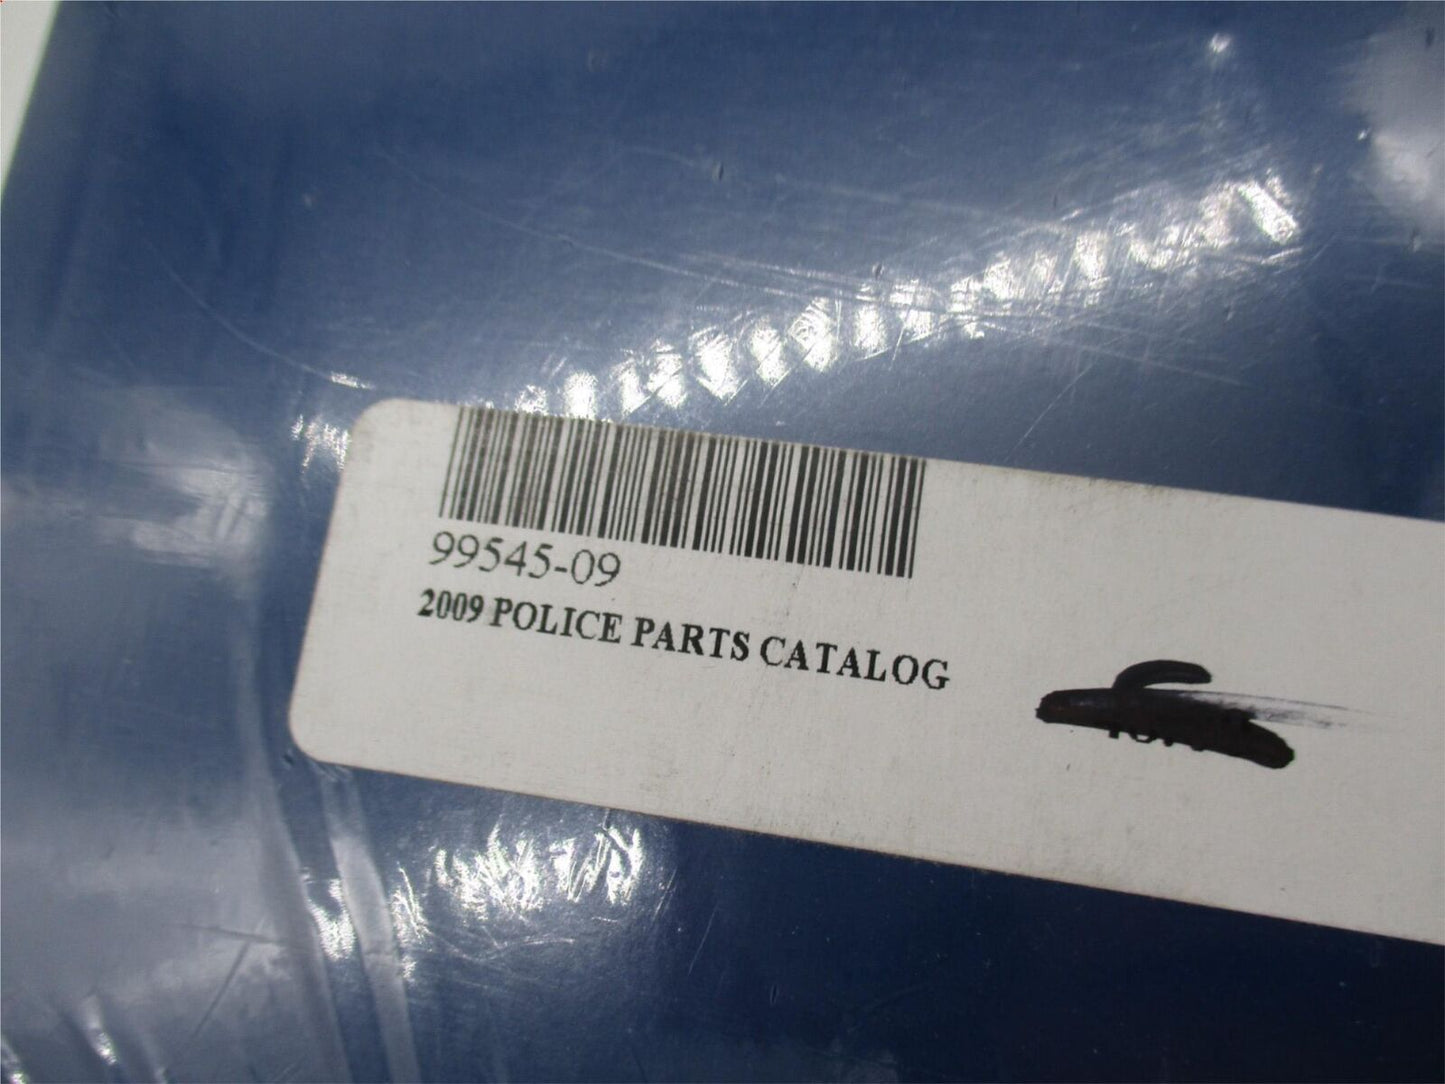 99545-09
2009 POLICE PARTS CATALOG